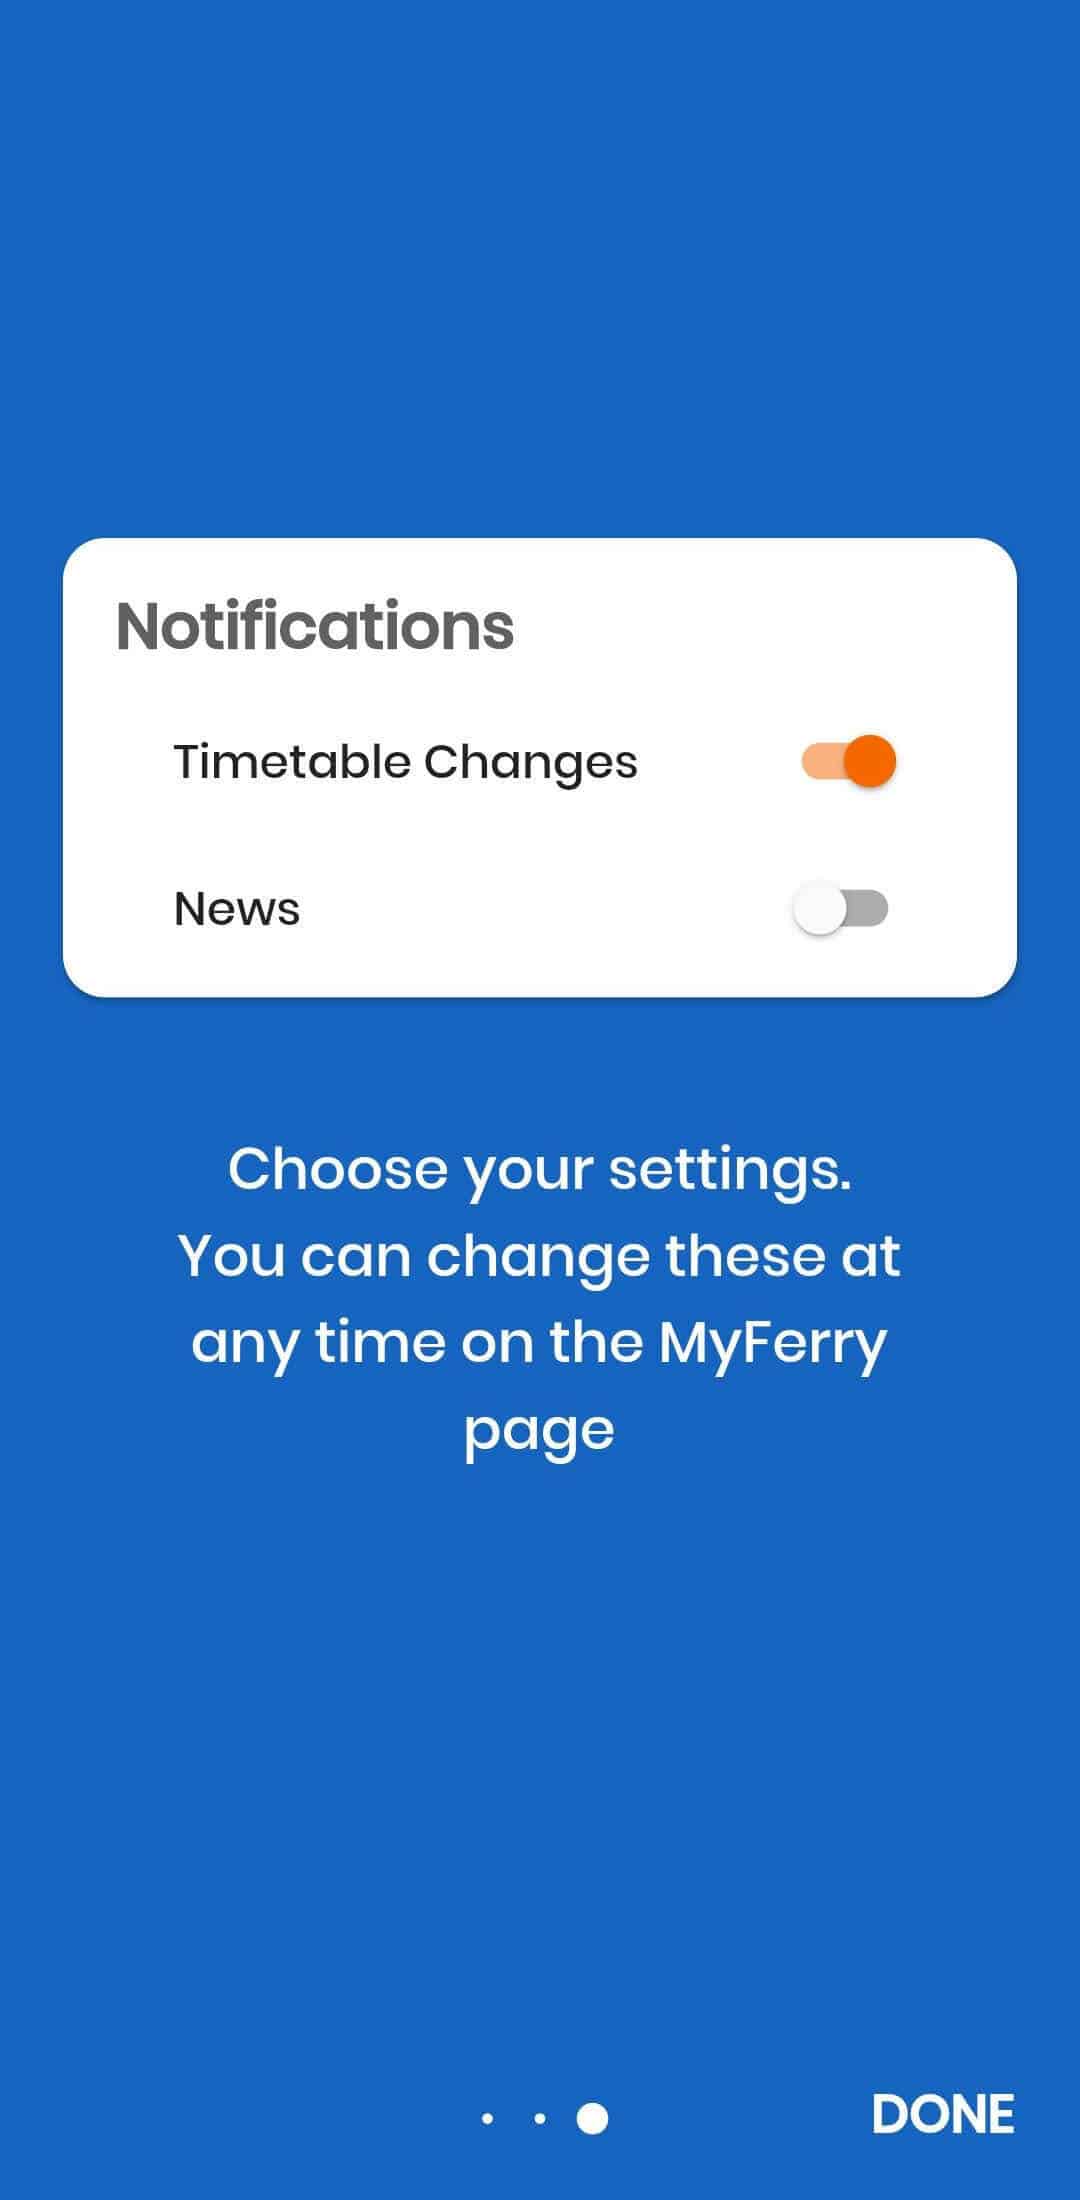 Notifications
Timetable Changes
News
Choose your settings.
You can change these at
any time on the MyFerry
page
DONE